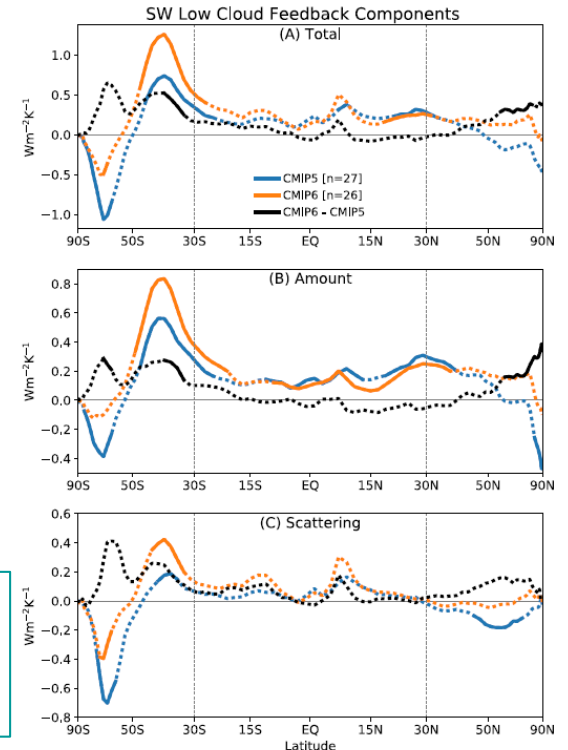 SW Low Cloud Feedback Components
(A) Total
Wm−2K−1
1.0
0.5
0.0
−0.5
−1.0
CMIP5 [n=27]
CMIP6 [n=26]
CMIP6 - CMIP5
90S 50S 30S 15S EQ 15N 30N 50N 90N
(B) Amount
Wm−2K−1
0.8
0.6
0.4
0.2
0.0
−0.2
−0.4
90S 50S 30S 15S EQ 15N 30N 50N 90N
(C) Scattering
Wm−2K−1
0.6
0.4
0.2
0.0
−0.2
−0.4
−0.6
−0.8
90S 50S 30S 15S EQ 15N 30N 50N 90N
Latitude